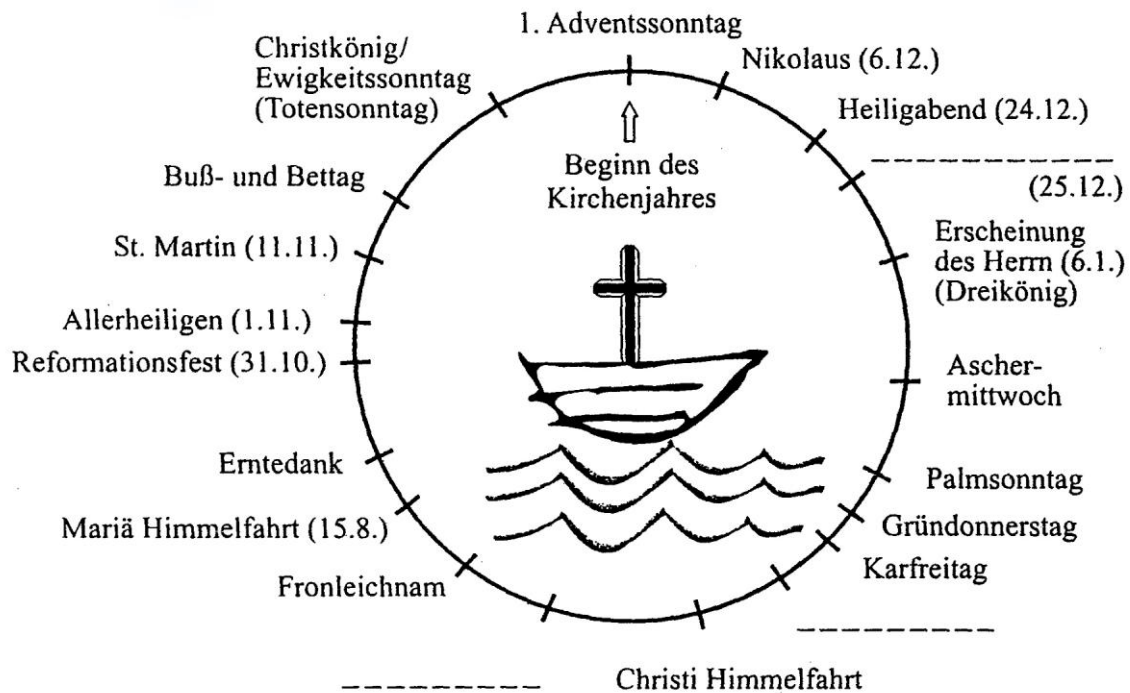 1. Adventssonntag
Nikolaus (6.12.)
Heiligabend (24.12.)
(25.12.)
Erscheinung
des Herrn (6.1.)
(Dreikönig)
Ascher-
mittwoch
Palmsonntag
Gründonnerstag
Karfreitag
Christi Himmelfahrt
Fronleichnam
Mariä Himmelfahrt (15.8.)
Erntedank
Reformationsfest (31.10.)
Allerheiligen (1.11.)
St. Martin (11.11.)
Buß- und Bettag
Christkönig/
Ewigkeitssonntag
(Totensonntag)
Beginn des
Kirchenjahres